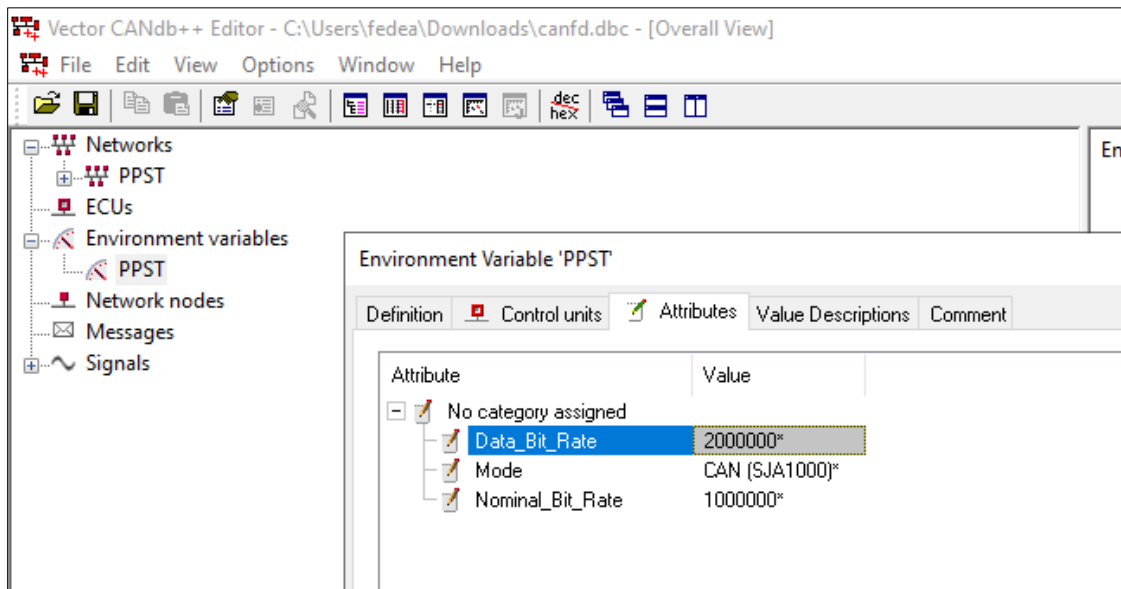 Vector CANdb++ Editor - C:\Users\fedea\Downloads\canfd.dbc - [Overall View]
File Edit View Options Window Help
dec
hex
Networks
PPST
ECUs
Environment variables
PPST
Network nodes
Messages
Signals
En
Environment Variable 'PPST'
Definition Control units Attributes Value Descriptions Comment
Attribute Value
No category assigned
Data_Bit_Rate 2000000*
Mode CAN (SJA1000)*
Nominal_Bit_Rate 1000000*